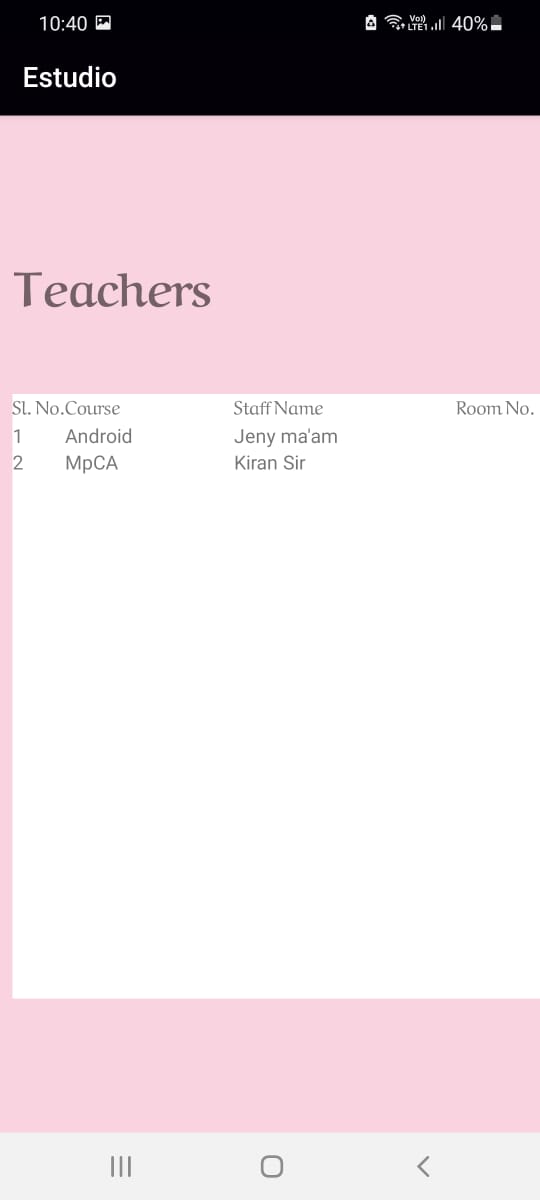 10:40 Vo)) LTE1 40%
Estudio
Teachers
Sl. No.Course Staff Name Room No.
1 Android Jeny ma'am
2 MpCA Kiran Sir